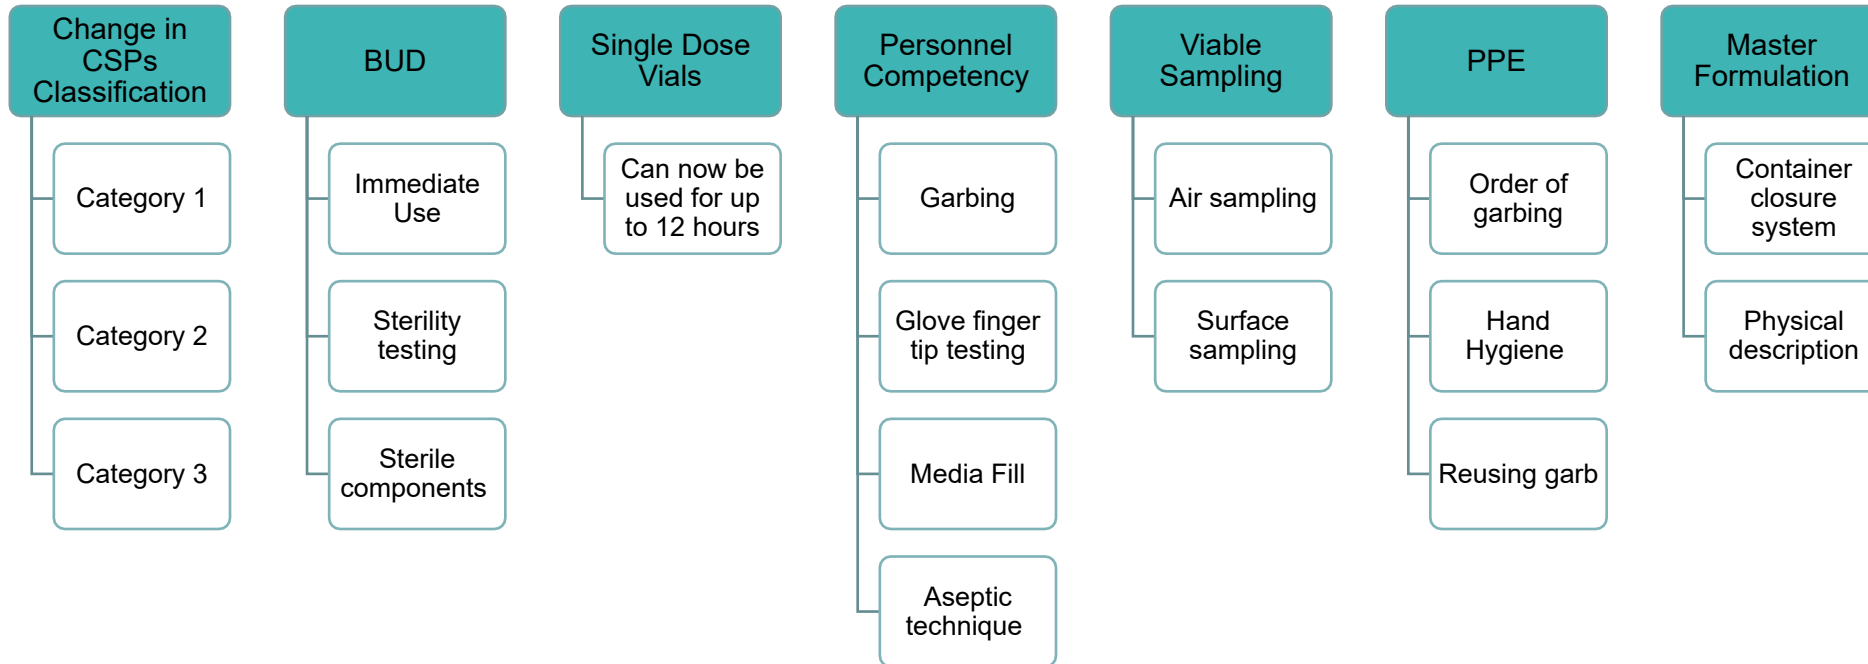 Change in
CSPs
Classification
Category 1
Category 2
Category 3
BUD
Immediate
Use
Sterility
testing
Sterile
components
Single Dose
Vials
Can now be
used for up
to 12 hours
Personnel
Competency
Garbing
Glove finger
tip testing
Media Fill
Aseptic
technique
Viable
Sampling
Air sampling
Surface
sampling
PPE
Order of
garbing
Hand
Hygiene
Reusing garb
Master
Formulation
Container
closure
system
Physical
description